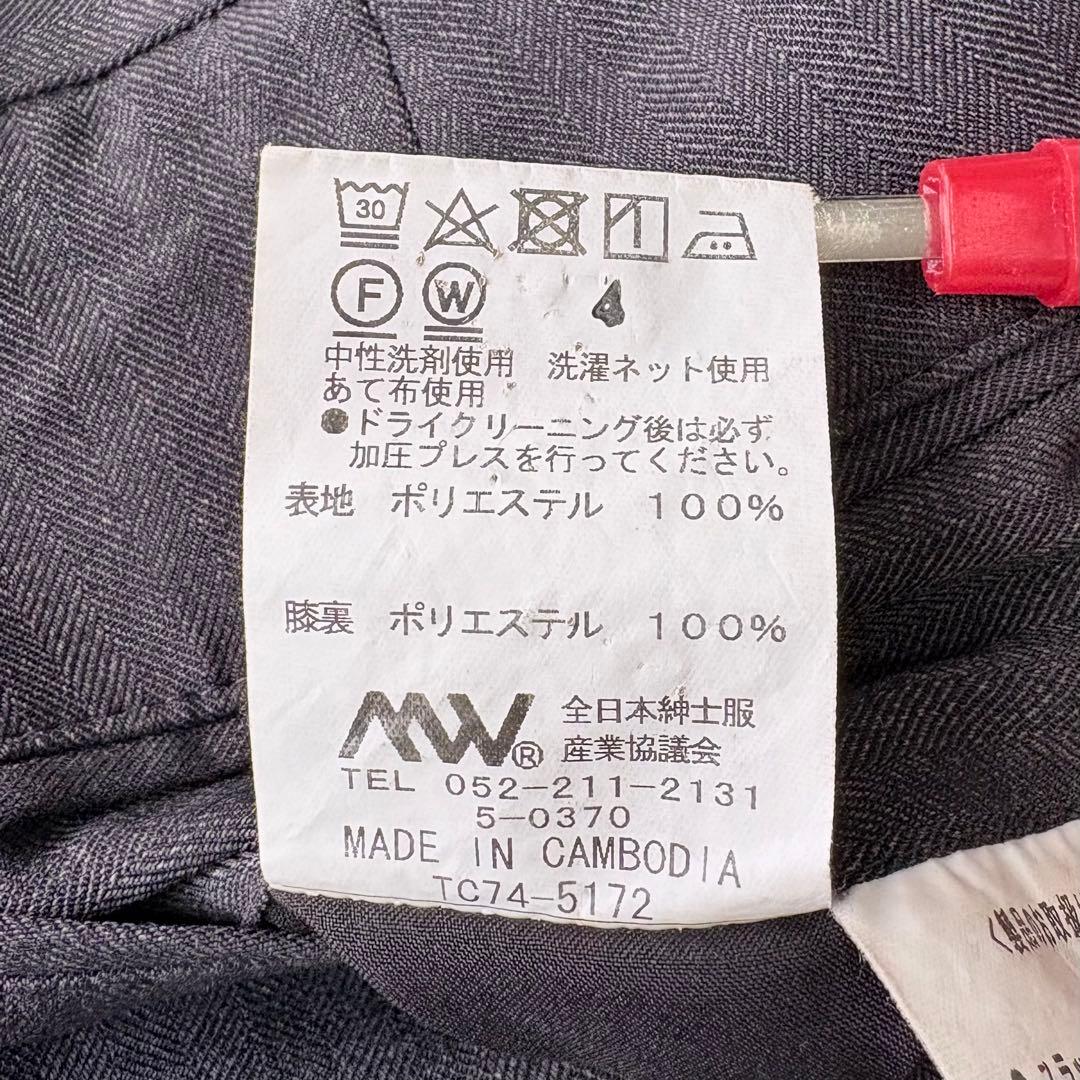 30
F W
中性洗剤使用 洗濯ネット使用
あて布使用
●ドライクリーニング後は必ず
加圧プレスを行ってください。
表地 ポリエステル 100%
膝裏 ポリエステル 100%
MW® 全日本紳士服
産業協議会
TEL 052-211-2131
5-0370
MADE IN CAMBODIA
TC74-5172